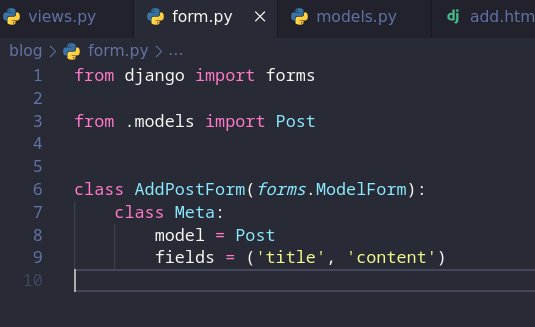 views.py form.py × models.py dj add.htm
blog > form.py > ...
1 from django import forms
2
3 from .models import Post
4
5
6 class AddPostForm(forms.ModelForm):
7 class Meta:
8 model = Post
9 fields = ('title', 'content')
10